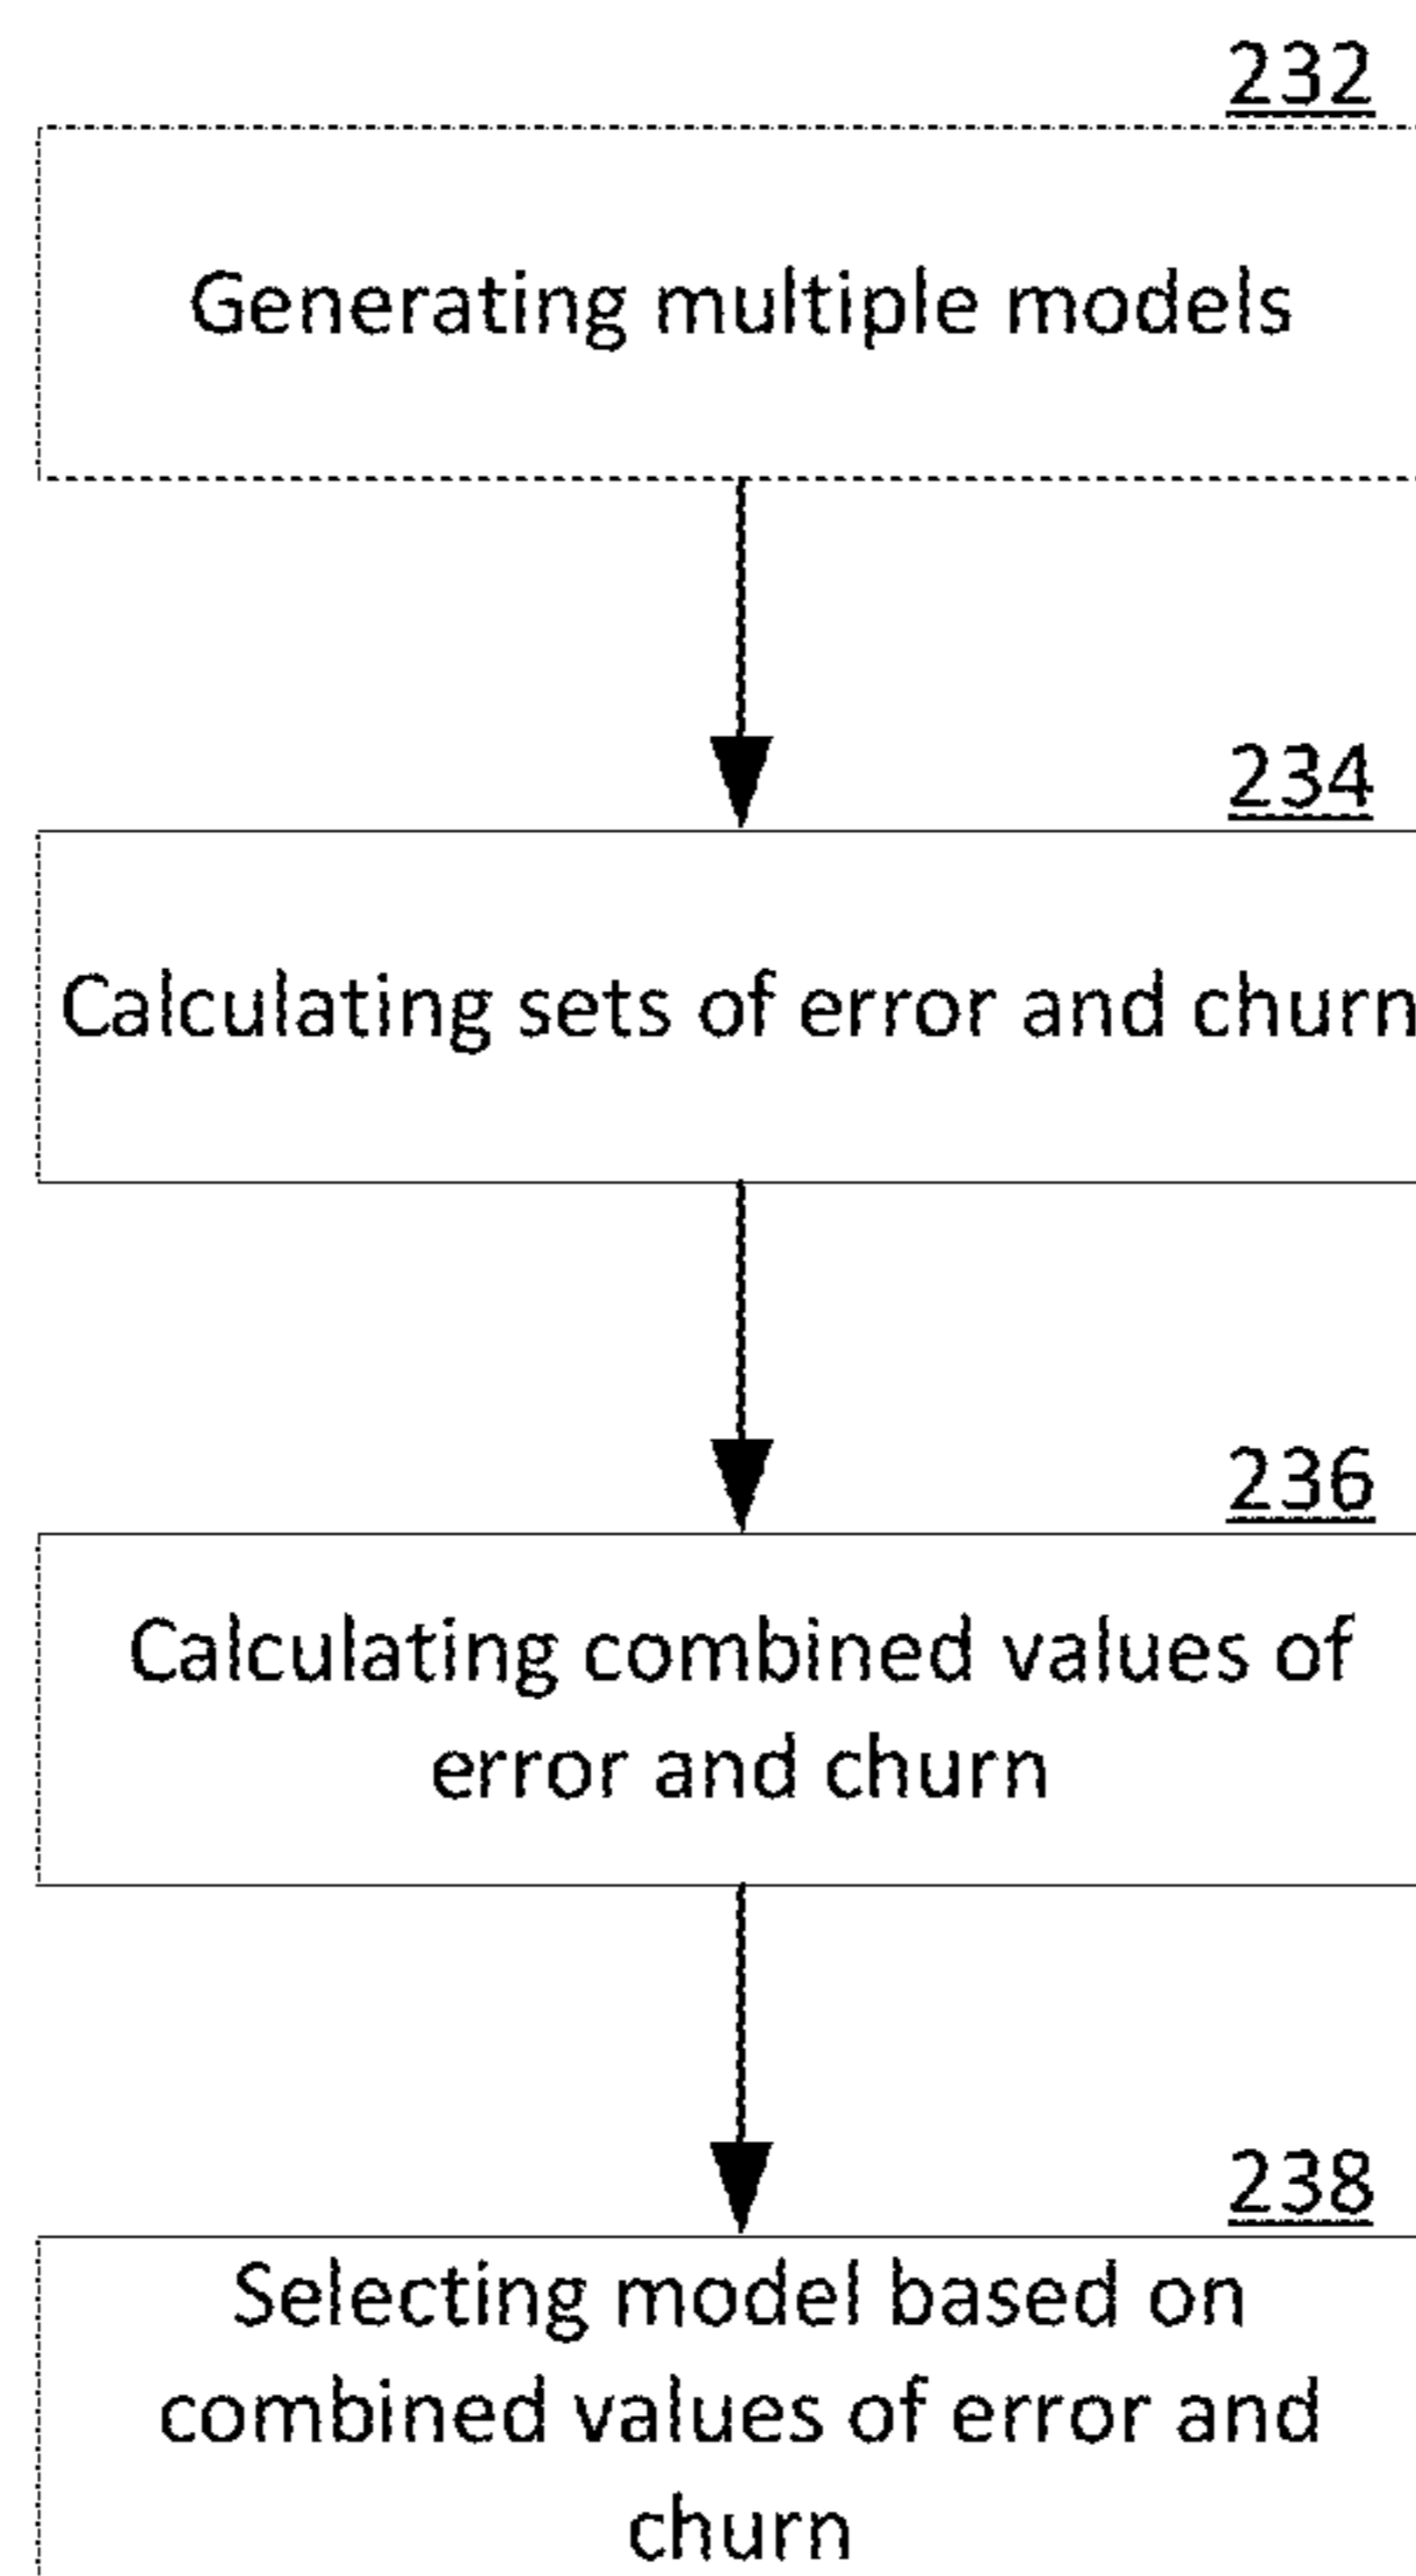 232
Generating multiple models
234
Calculating sets of error and churn
236
Calculating combined values of
error and churn
238
Selecting model based on
combined values of error and
churn